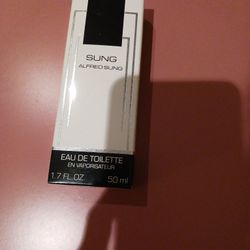 SUNG
ALFRED SUNG
EAU DE TOILETTE
EN VAPORISATEUR
1.7 FL.OZ 50 ml